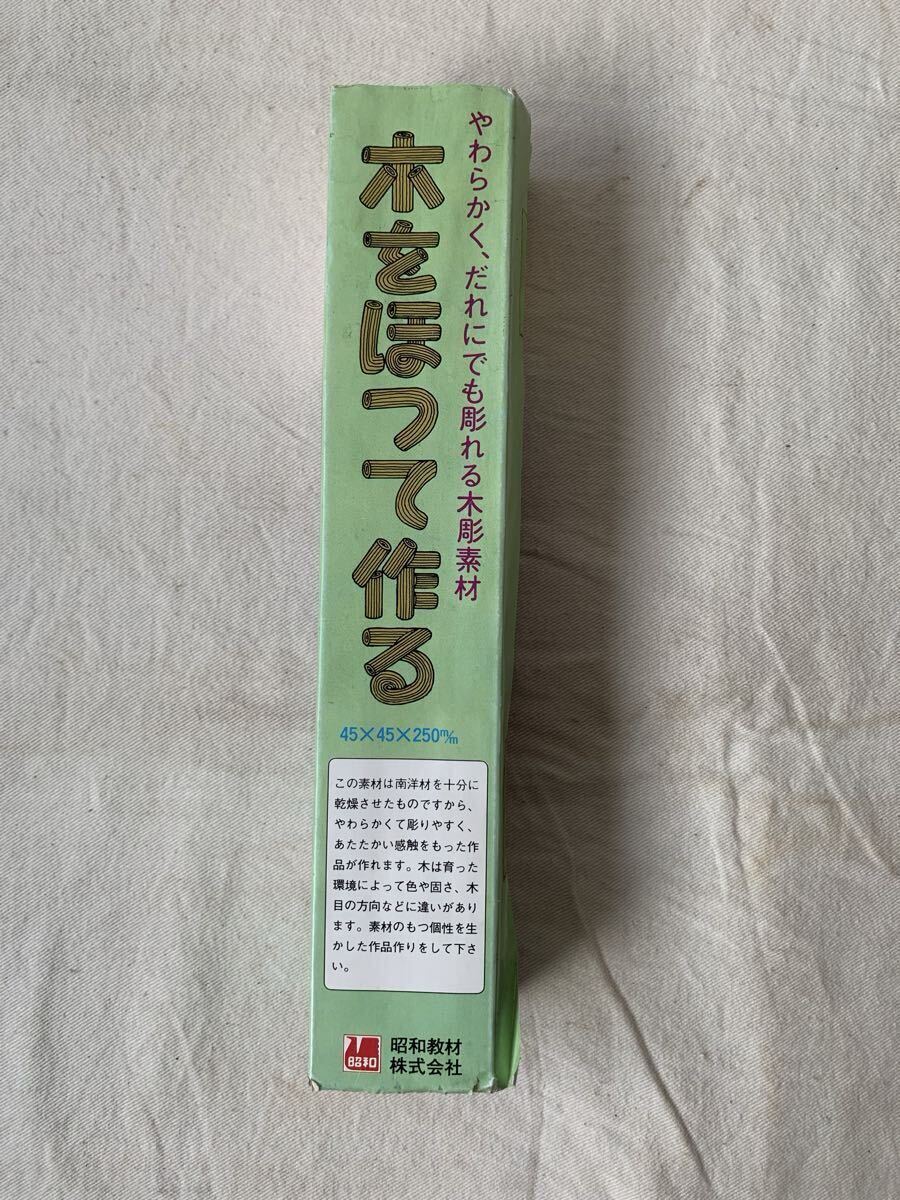 やわらかく、だれにでも彫れる木彫素材
木をほって作る
45×45×250m/m
この素材は南洋材を十分に
乾燥させたものですから、
やわらかくて彫りやすく、
あたたかい感触をもった作
品が作れます。木は育った
環境によって色や固さ、木
目の方向などに違いがあり
ます。素材のもつ個性を生
かした作品作りをして下さ
い。
昭和
昭和教材
株式会社